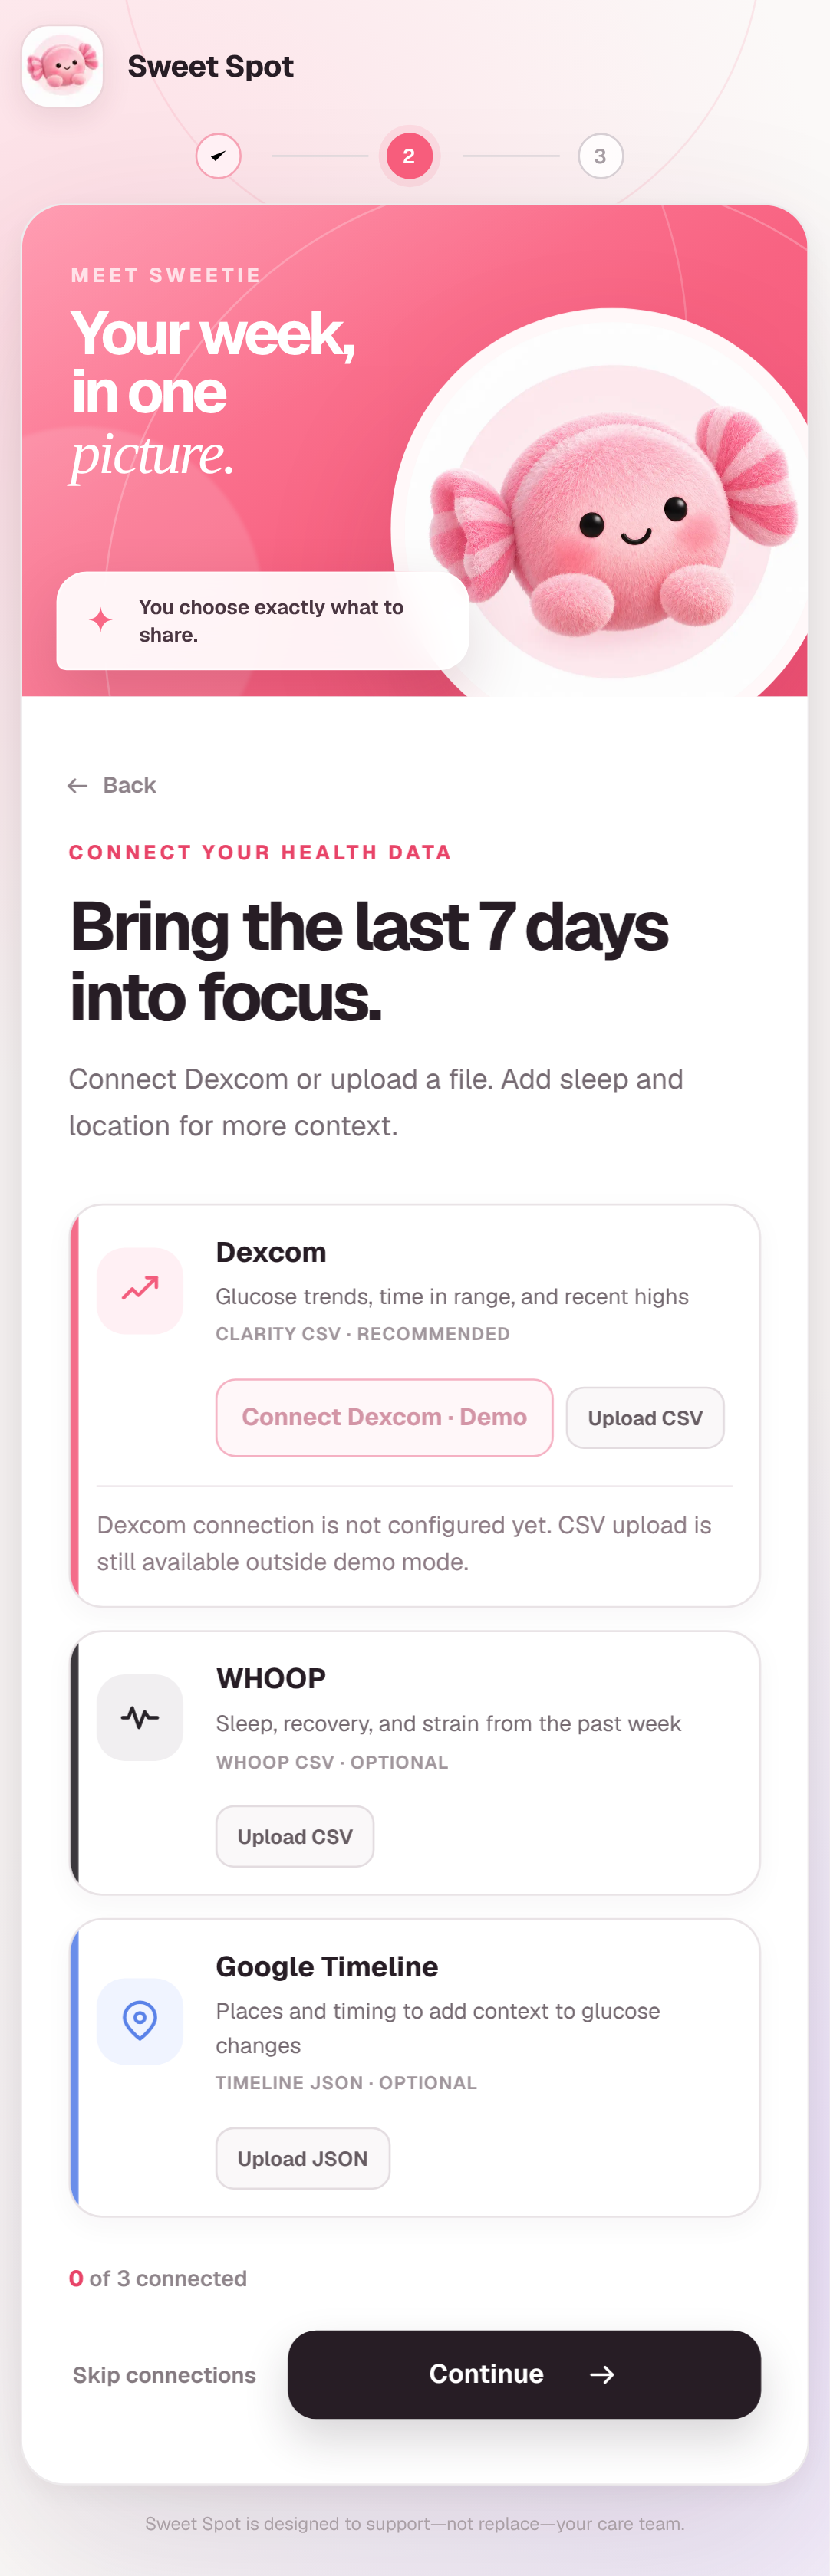 Sweet Spot
2
3
MEET SWEETIE
Your week,
in one
picture.
You choose exactly what to
share.
Back
CONNECT YOUR HEALTH DATA
Bring the last 7 days
into focus.
Connect Dexcom or upload a file. Add sleep and
location for more context.
Dexcom
Glucose trends, time in range, and recent highs
CLARITY CSV · RECOMMENDED
Connect Dexcom · Demo
Upload CSV
Dexcom connection is not configured yet. CSV upload is
still available outside demo mode.
WHOOP
Sleep, recovery, and strain from the past week
WHOOP CSV · OPTIONAL
Upload CSV
Google Timeline
Places and timing to add context to glucose
changes
TIMELINE JSON · OPTIONAL
Upload JSON
0 of 3 connected
Skip connections
Continue
Sweet Spot is designed to support—not replace—your care team.